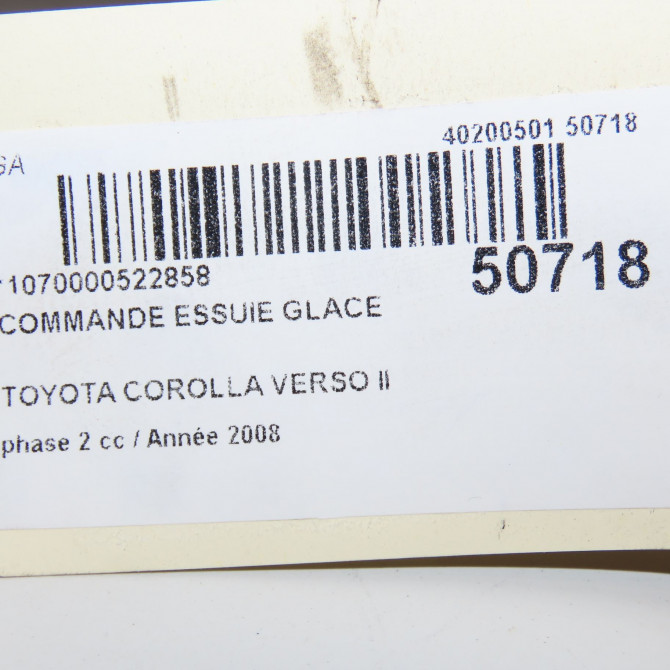 40200501 50718
SA
1070000522858
50718
COMMANDE ESSUIE GLACE
TOYOTA COROLLA VERSO II
phase 2 cc / Année 2008